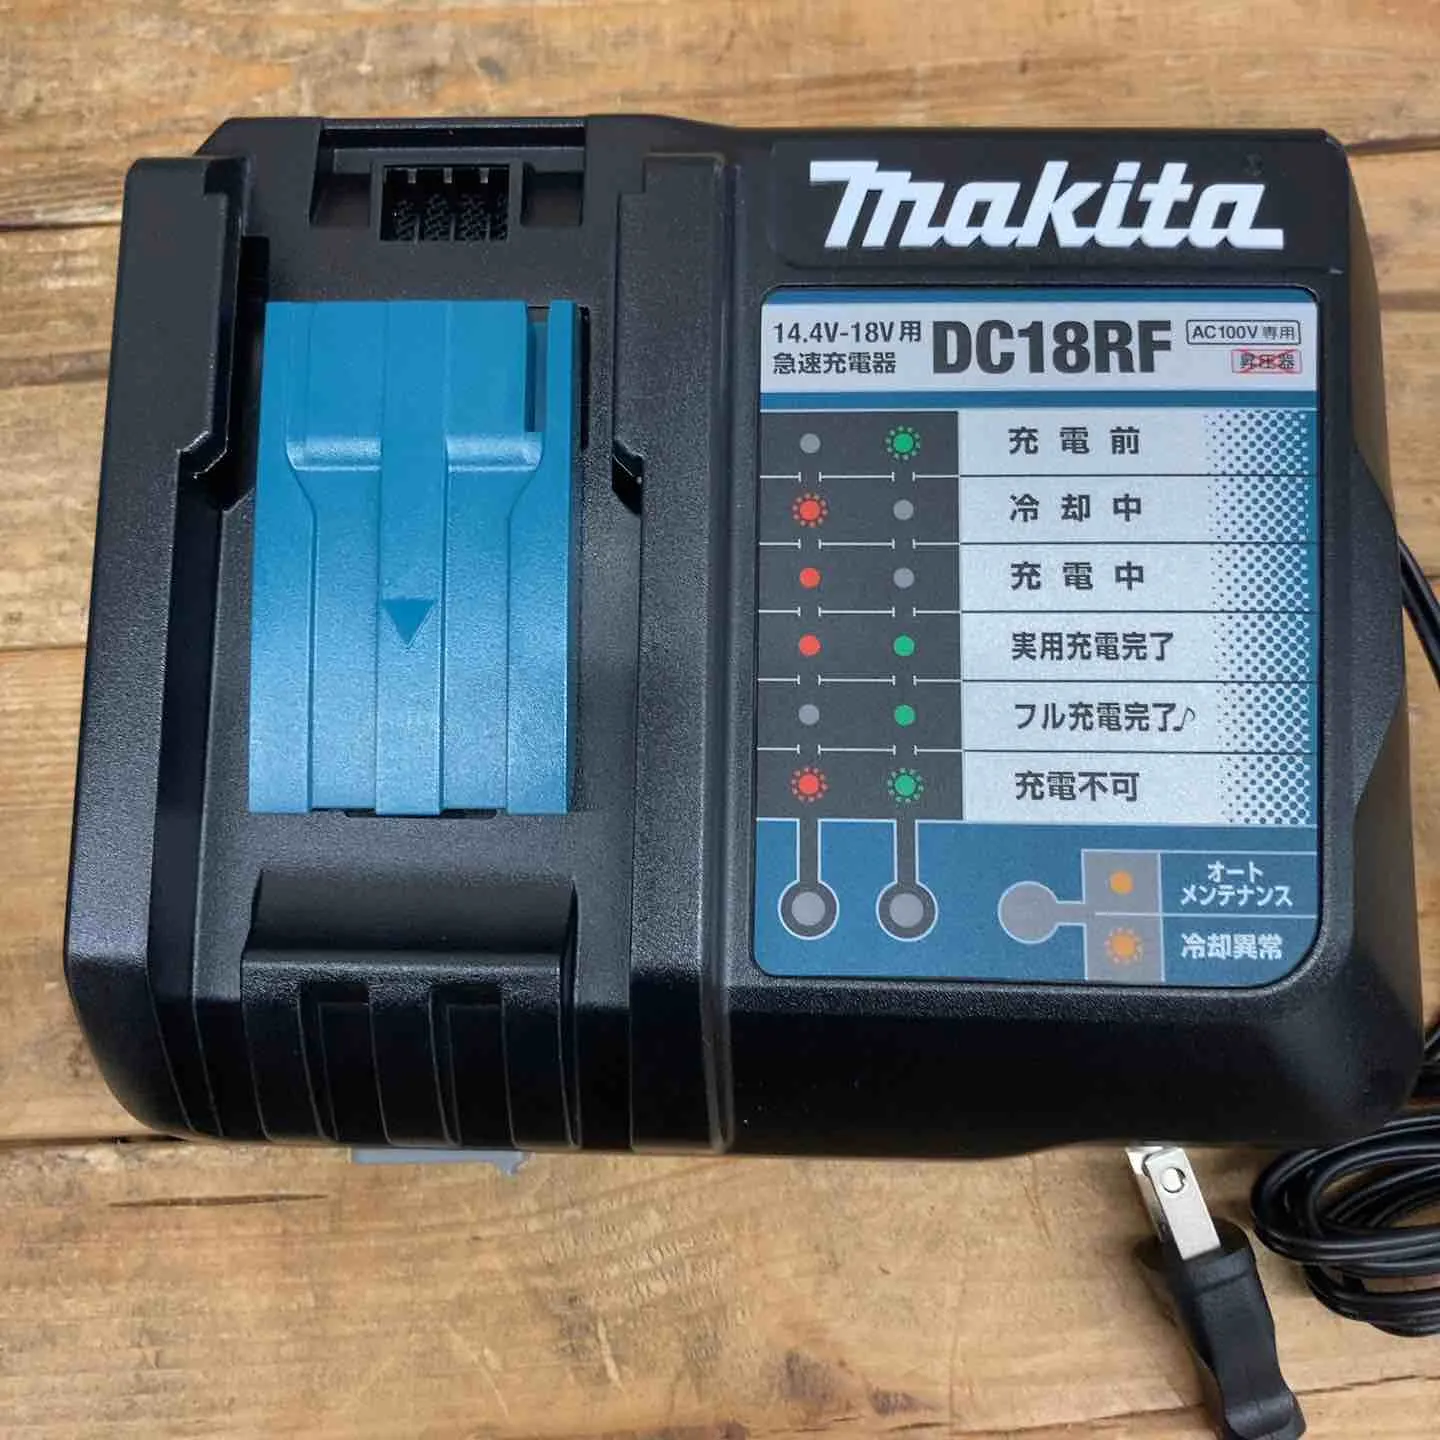 makita
14.4V-18V用
急速充電器
DC18RF
AC100V専用
昇圧器
充電前
冷却中
充電中
実用充電完了
フル充電完了♪
充電不可
オート
メンテナンス
冷却異常